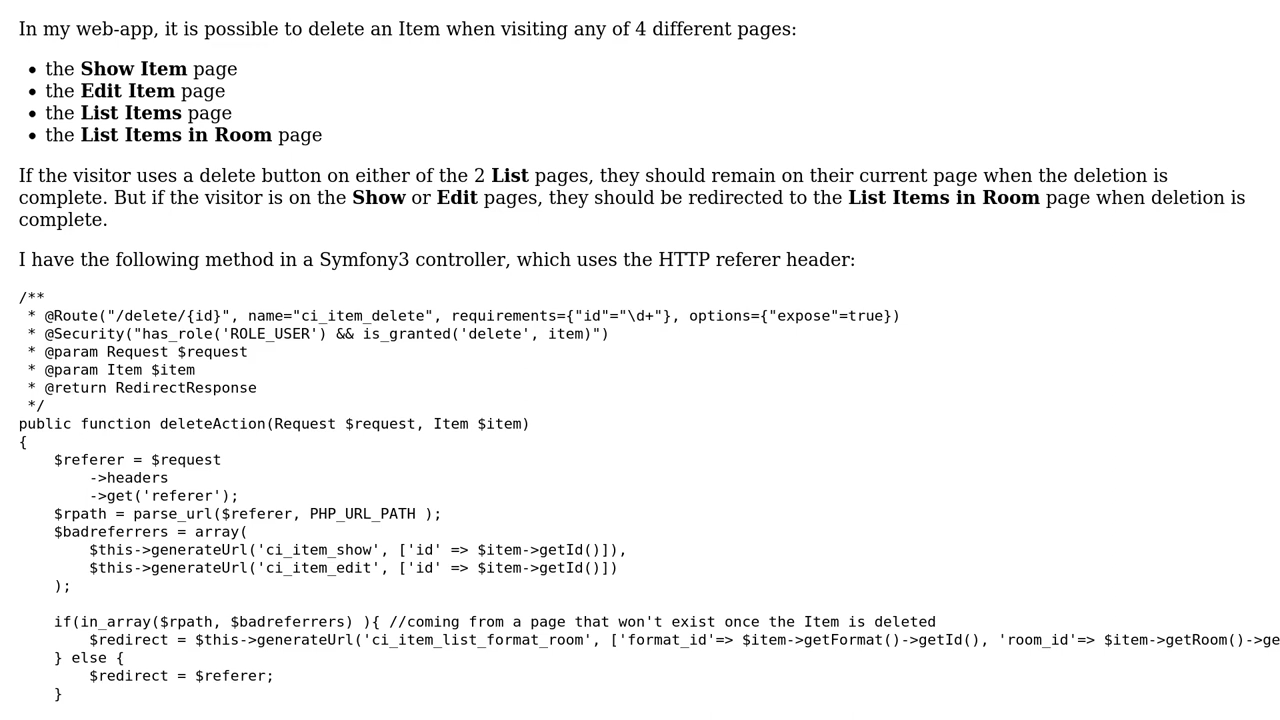 In my web-app, it is possible to delete an Item when visiting any of 4 different pages:
• the Show Item page
• the Edit Item page
• the List Items page
• the List Items in Room page
If the visitor uses a delete button on either of the 2 List pages, they should remain on their current page when the deletion is
complete. But if the visitor is on the Show or Edit pages, they should be redirected to the List Items in Room page when deletion is
complete.
I have the following method in a Symfony3 controller, which uses the HTTP referer header:
/**
 * @Route("/delete/{id}", name="ci_item_delete", requirements={"id"="\d+"}, options={"expose"=true})
 * @Security("has_role('ROLE_USER') && is_granted('delete', item)")
 * @param Request $request
 * @param Item $item
 * @return RedirectResponse
 */
public function deleteAction(Request $request, Item $item)
{
    $referer = $request
        ->headers
        ->get('referer');
    $rpath = parse_url($referer, PHP_URL_PATH );
    $badreferrers = array(
        $this->generateUrl('ci_item_show', ['id' => $item->getId()]),
        $this->generateUrl('ci_item_edit', ['id' => $item->getId()])
    );

    if(in_array($rpath, $badreferrers) ){ //coming from a page that won't exist once the Item is deleted
        $redirect = $this->generateUrl('ci_item_list_format_room', ['format_id'=> $item->getFormat()->getId(), 'room_id'=> $item->getRoom()->ge
    } else {
        $redirect = $referer;
    }